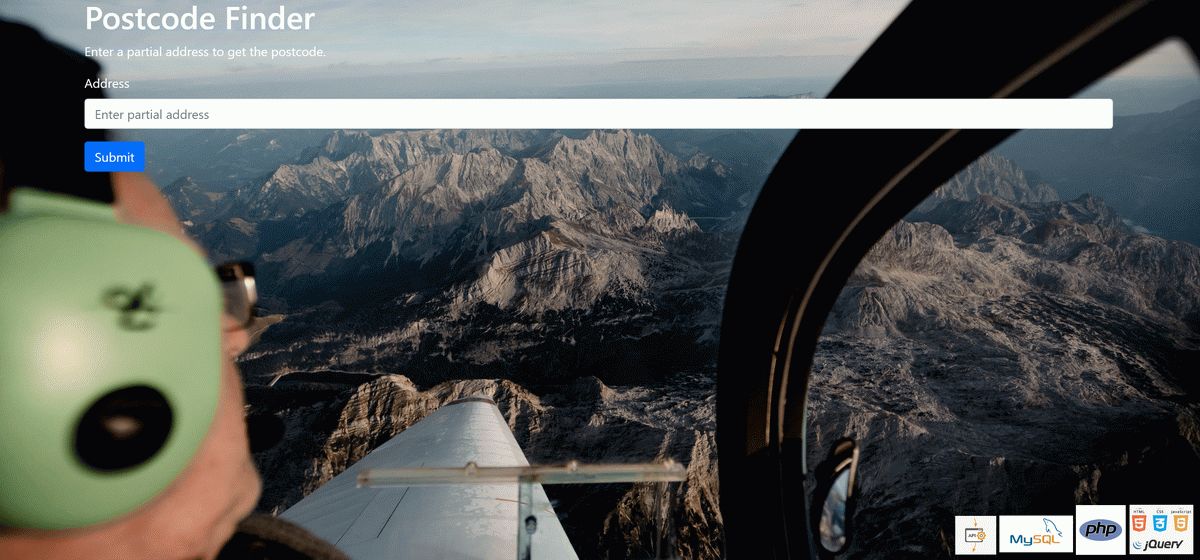 Postcode Finder
Enter a partial address to get the postcode.
Address
Enter partial address
Submit
API
MySQL
php
HTML CSS JavaScript
5 3 5
jQuery